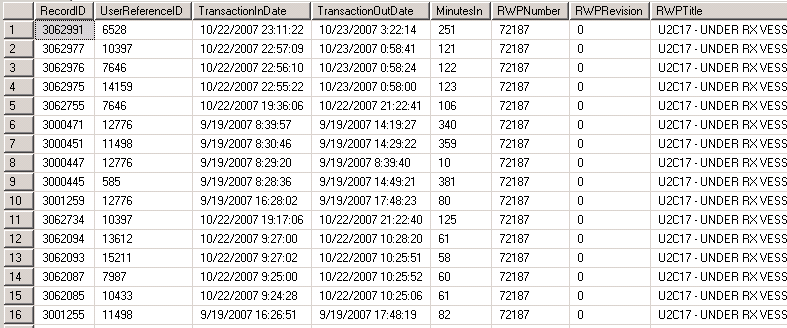 RecordID UserReferenceID TransactionInDate TransactionOutDate MinutesIn RWPNumber RWPRevision RWPTitle
1 3062991 6528 10/22/2007 23:11:22 10/23/2007 3:22:14 251 72187 0 U2C17 - UNDER RX VESS
2 3062977 10397 10/22/2007 22:57:09 10/23/2007 0:58:41 121 72187 0 U2C17 - UNDER RX VESS
3 3062976 7646 10/22/2007 22:56:10 10/23/2007 0:58:24 122 72187 0 U2C17 - UNDER RX VESS
4 3062975 14159 10/22/2007 22:55:22 10/23/2007 0:58:00 123 72187 0 U2C17 - UNDER RX VESS
5 3062755 7646 10/22/2007 19:36:06 10/22/2007 21:22:41 106 72187 0 U2C17 - UNDER RX VESS
6 3000471 12776 9/19/2007 8:39:57 9/19/2007 14:19:27 340 72187 0 U2C17 - UNDER RX VESS
7 3000451 11498 9/19/2007 8:30:46 9/19/2007 14:29:22 359 72187 0 U2C17 - UNDER RX VESS
8 3000447 12776 9/19/2007 8:29:20 9/19/2007 8:39:40 10 72187 0 U2C17 - UNDER RX VESS
9 3000445 585 9/19/2007 8:28:36 9/19/2007 14:49:21 381 72187 0 U2C17 - UNDER RX VESS
10 3001259 12776 9/19/2007 16:28:02 9/19/2007 17:48:23 80 72187 0 U2C17 - UNDER RX VESS
11 3062734 10397 10/22/2007 19:17:06 10/22/2007 21:22:40 125 72187 0 U2C17 - UNDER RX VESS
12 3062094 13612 10/22/2007 9:27:00 10/22/2007 10:28:20 61 72187 0 U2C17 - UNDER RX VESS
13 3062093 15211 10/22/2007 9:27:02 10/22/2007 10:25:51 58 72187 0 U2C17 - UNDER RX VESS
14 3062087 7987 10/22/2007 9:25:00 10/22/2007 10:25:52 60 72187 0 U2C17 - UNDER RX VESS
15 3062085 10433 10/22/2007 9:24:28 10/22/2007 10:25:06 61 72187 0 U2C17 - UNDER RX VESS
16 3001255 11498 9/19/2007 16:26:51 9/19/2007 17:48:19 82 72187 0 U2C17 - UNDER RX VESS